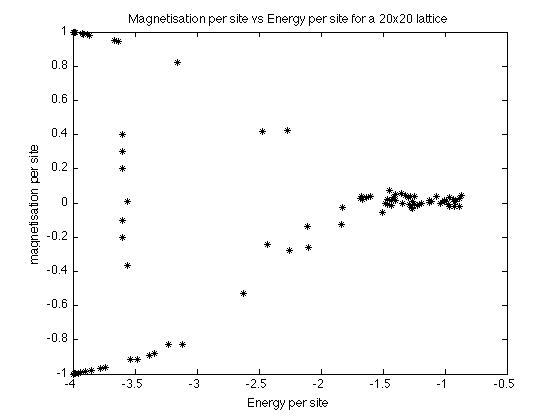 Magnetisation per site vs Energy per site for a 20x20 lattice
1
0.8
0.6
0.4
0.2
0
-0.2
-0.4
-0.6
-0.8
-1
magnetisation per site
-4 -3.5 -3 -2.5 -2 -1.5 -1 -0.5
Energy per site